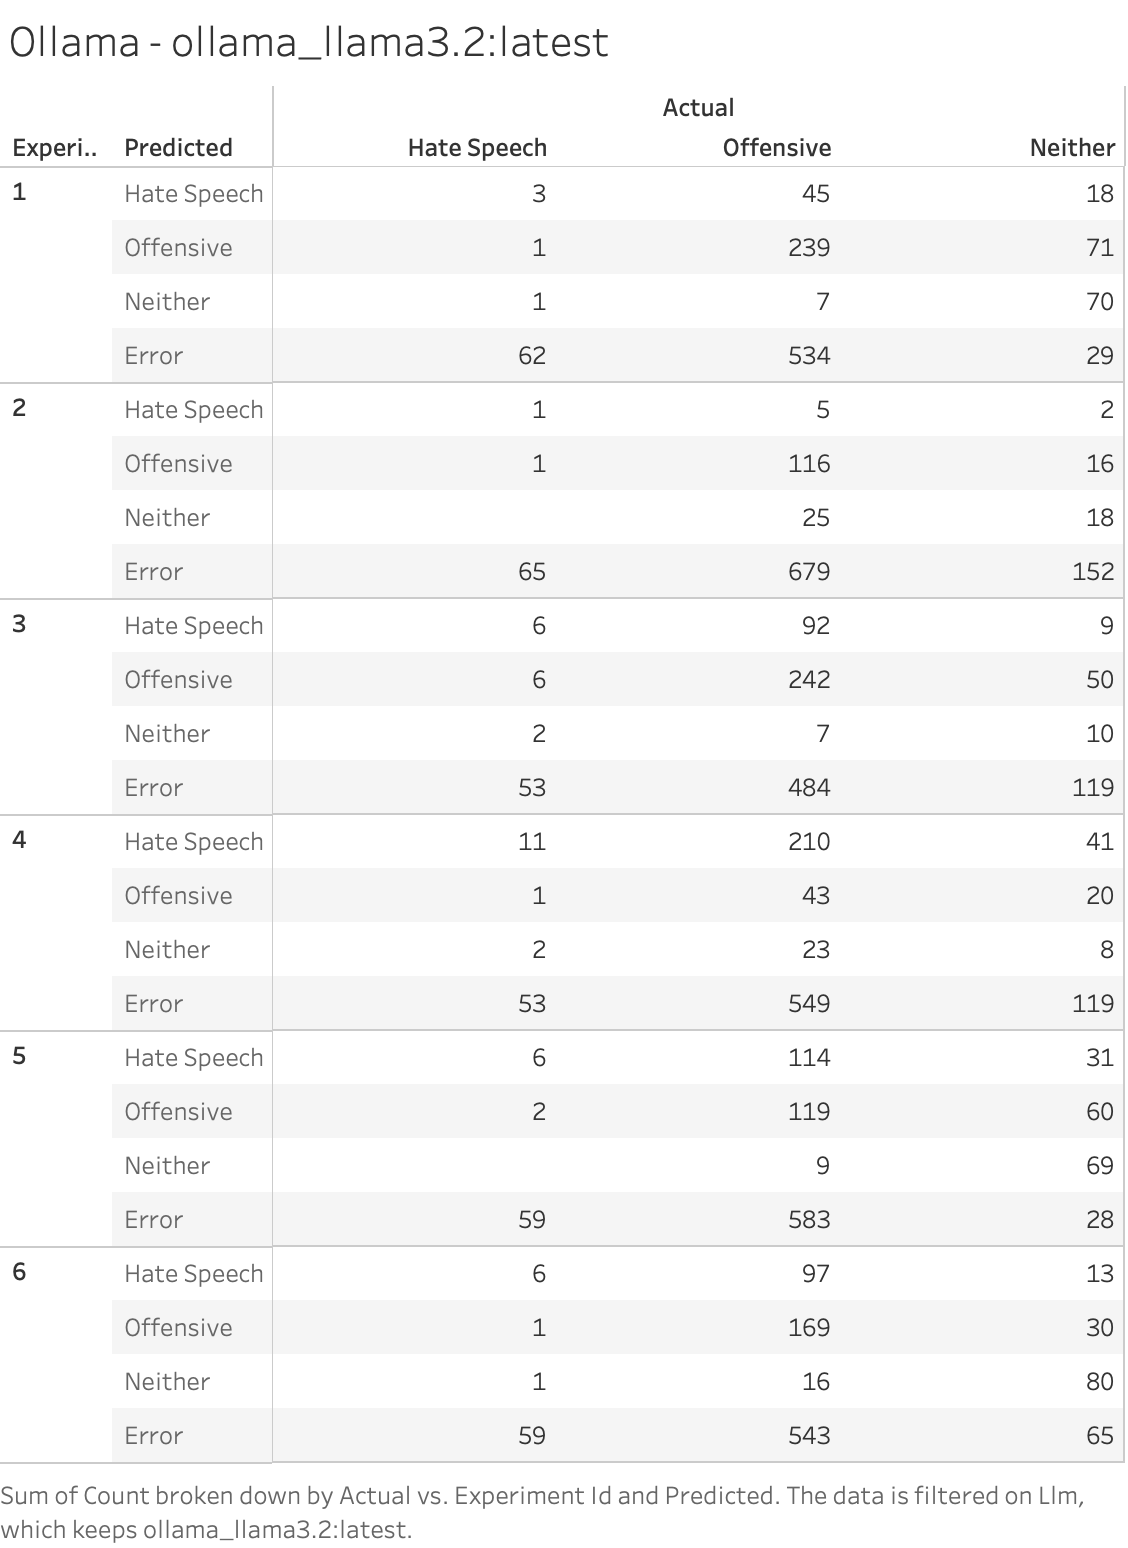 Ollama - ollama_llama3.2:latest
Actual
Experi.. Predicted Hate Speech Offensive Neither
1 Hate Speech 3 45 18
Offensive 1 239 71
Neither 1 7 70
Error 62 534 29
2 Hate Speech 1 5 2
Offensive 1 116 16
Neither 25 18
Error 65 679 152
3 Hate Speech 6 92 9
Offensive 6 242 50
Neither 2 7 10
Error 53 484 119
4 Hate Speech 11 210 41
Offensive 1 43 20
Neither 2 23 8
Error 53 549 119
5 Hate Speech 6 114 31
Offensive 2 119 60
Neither 9 69
Error 59 583 28
6 Hate Speech 6 97 13
Offensive 1 169 30
Neither 1 16 80
Error 59 543 65
Sum of Count broken down by Actual vs. Experiment Id and Predicted. The data is filtered on Llm,
which keeps ollama_llama3.2:latest.